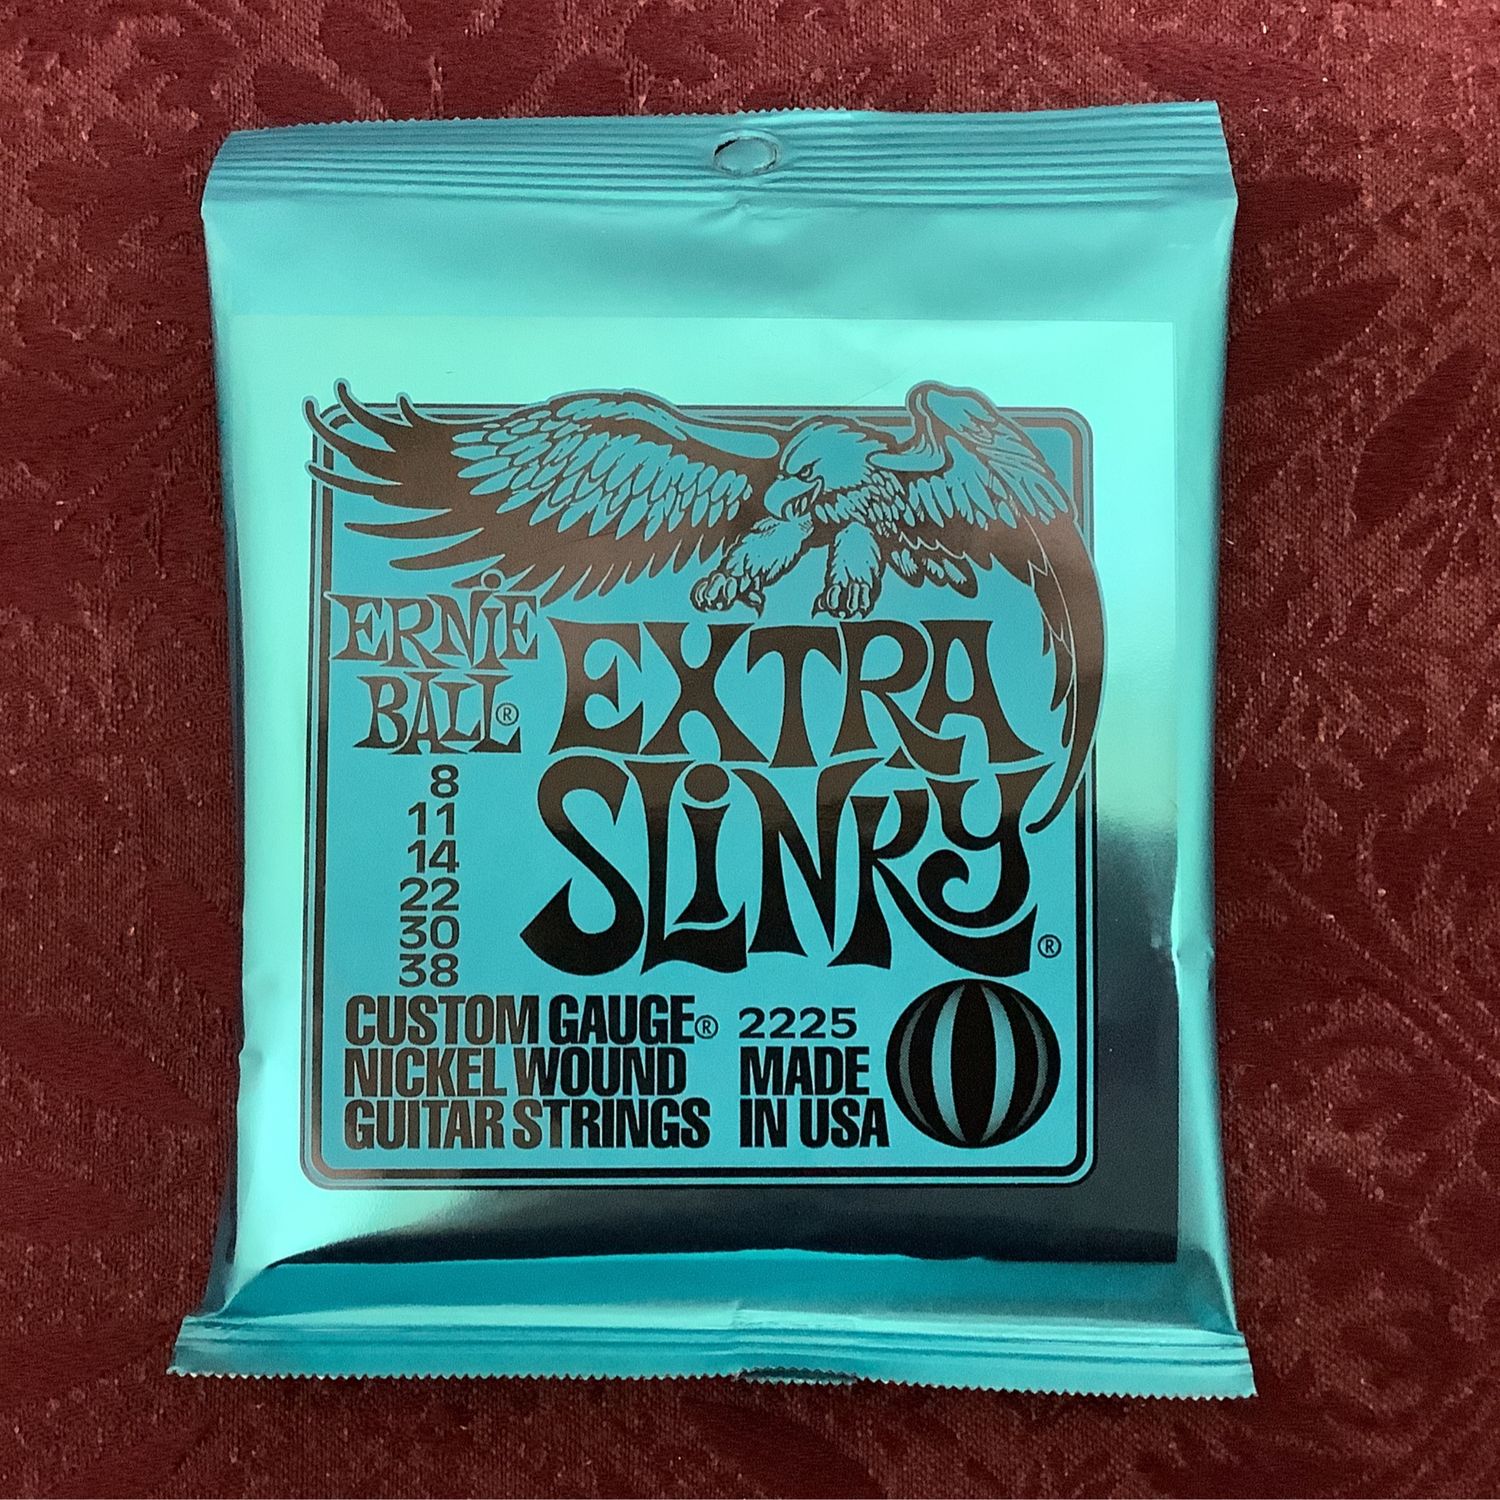 ERNIE
BALL®
EXTRA
SLINKY®
8
11
14
22
30
38
CUSTOM GAUGE®
NICKEL WOUND
GUITAR STRINGS
2225
MADE
IN USA